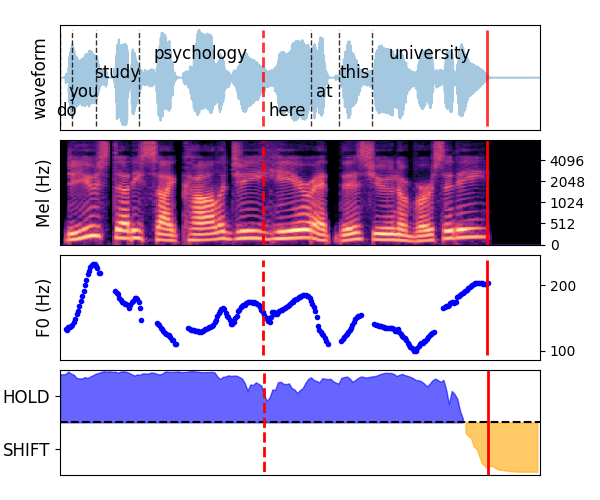 waveform
do
you
study
psychology
here
at
this
university
Mel (Hz)
4096
2048
1024
512
0
F0 (Hz)
200
100
HOLD
SHIFT